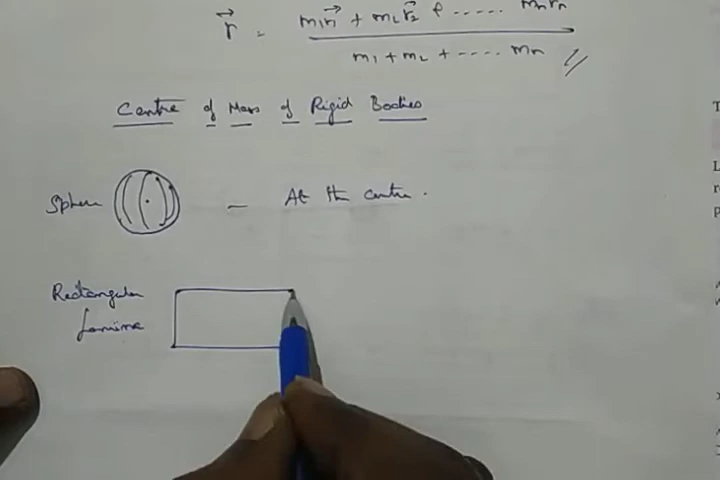 r⃗ = m₁r₁⃗ + m₂r₂⃗ + ..... mₙrₙ
m₁ + m₂ + .... mₙ //
Centre of Mass of Rigid Bodies
Sphere — At the centre .
Rectangular
Lamina
T
L
r
p